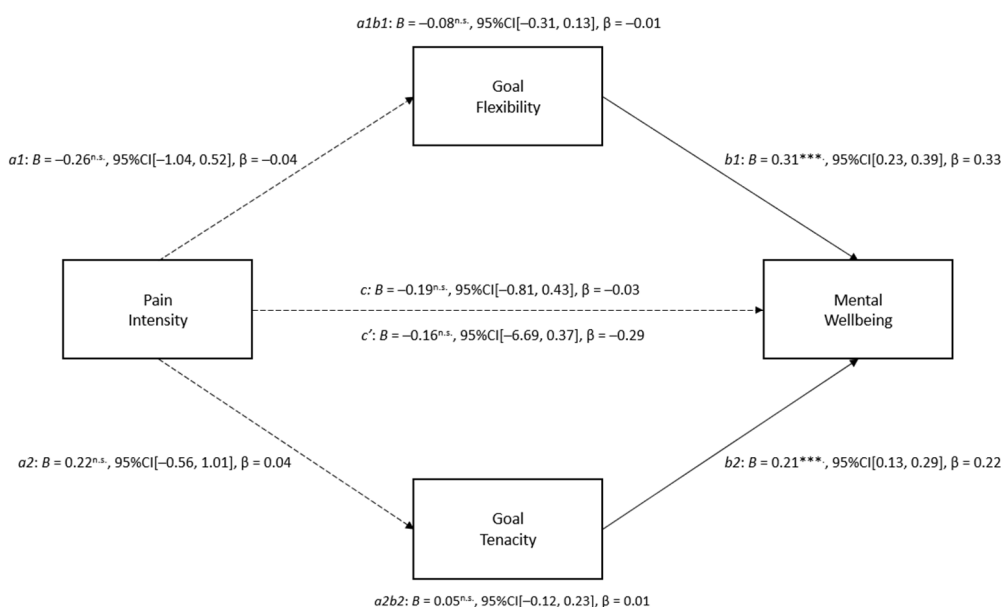 a1b1: B = –0.08n.s., 95%CI[–0.31, 0.13], β = –0.01
Goal
Flexibility
a1: B = –0.26n.s., 95%CI[–1.04, 0.52], β = –0.04
b1: B = 0.31***., 95%CI[0.23, 0.39], β = 0.33
Pain
Intensity
c: B = –0.19n.s., 95%CI[–0.81, 0.43], β = –0.03
c′: B = –0.16n.s., 95%CI[–6.69, 0.37], β = –0.29
Mental
Wellbeing
a2: B = 0.22n.s., 95%CI[–0.56, 1.01], β = 0.04
b2: B = 0.21***., 95%CI[0.13, 0.29], β = 0.22
Goal
Tenacity
a2b2: B = 0.05n.s., 95%CI[–0.12, 0.23], β = 0.01